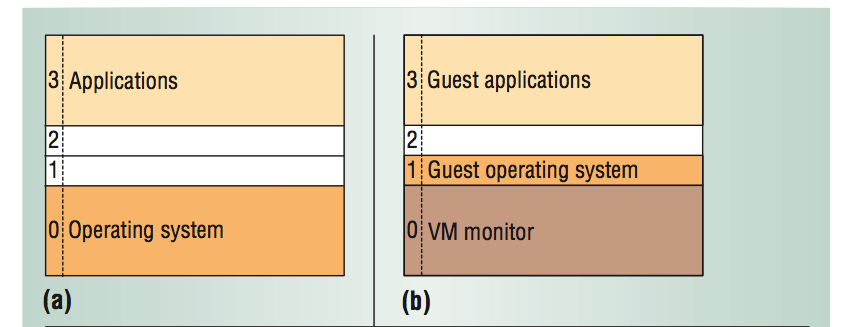 3 Applications
2
1
0 Operating system
(a)
3 Guest applications
2
1 Guest operating system
0 VM monitor
(b)